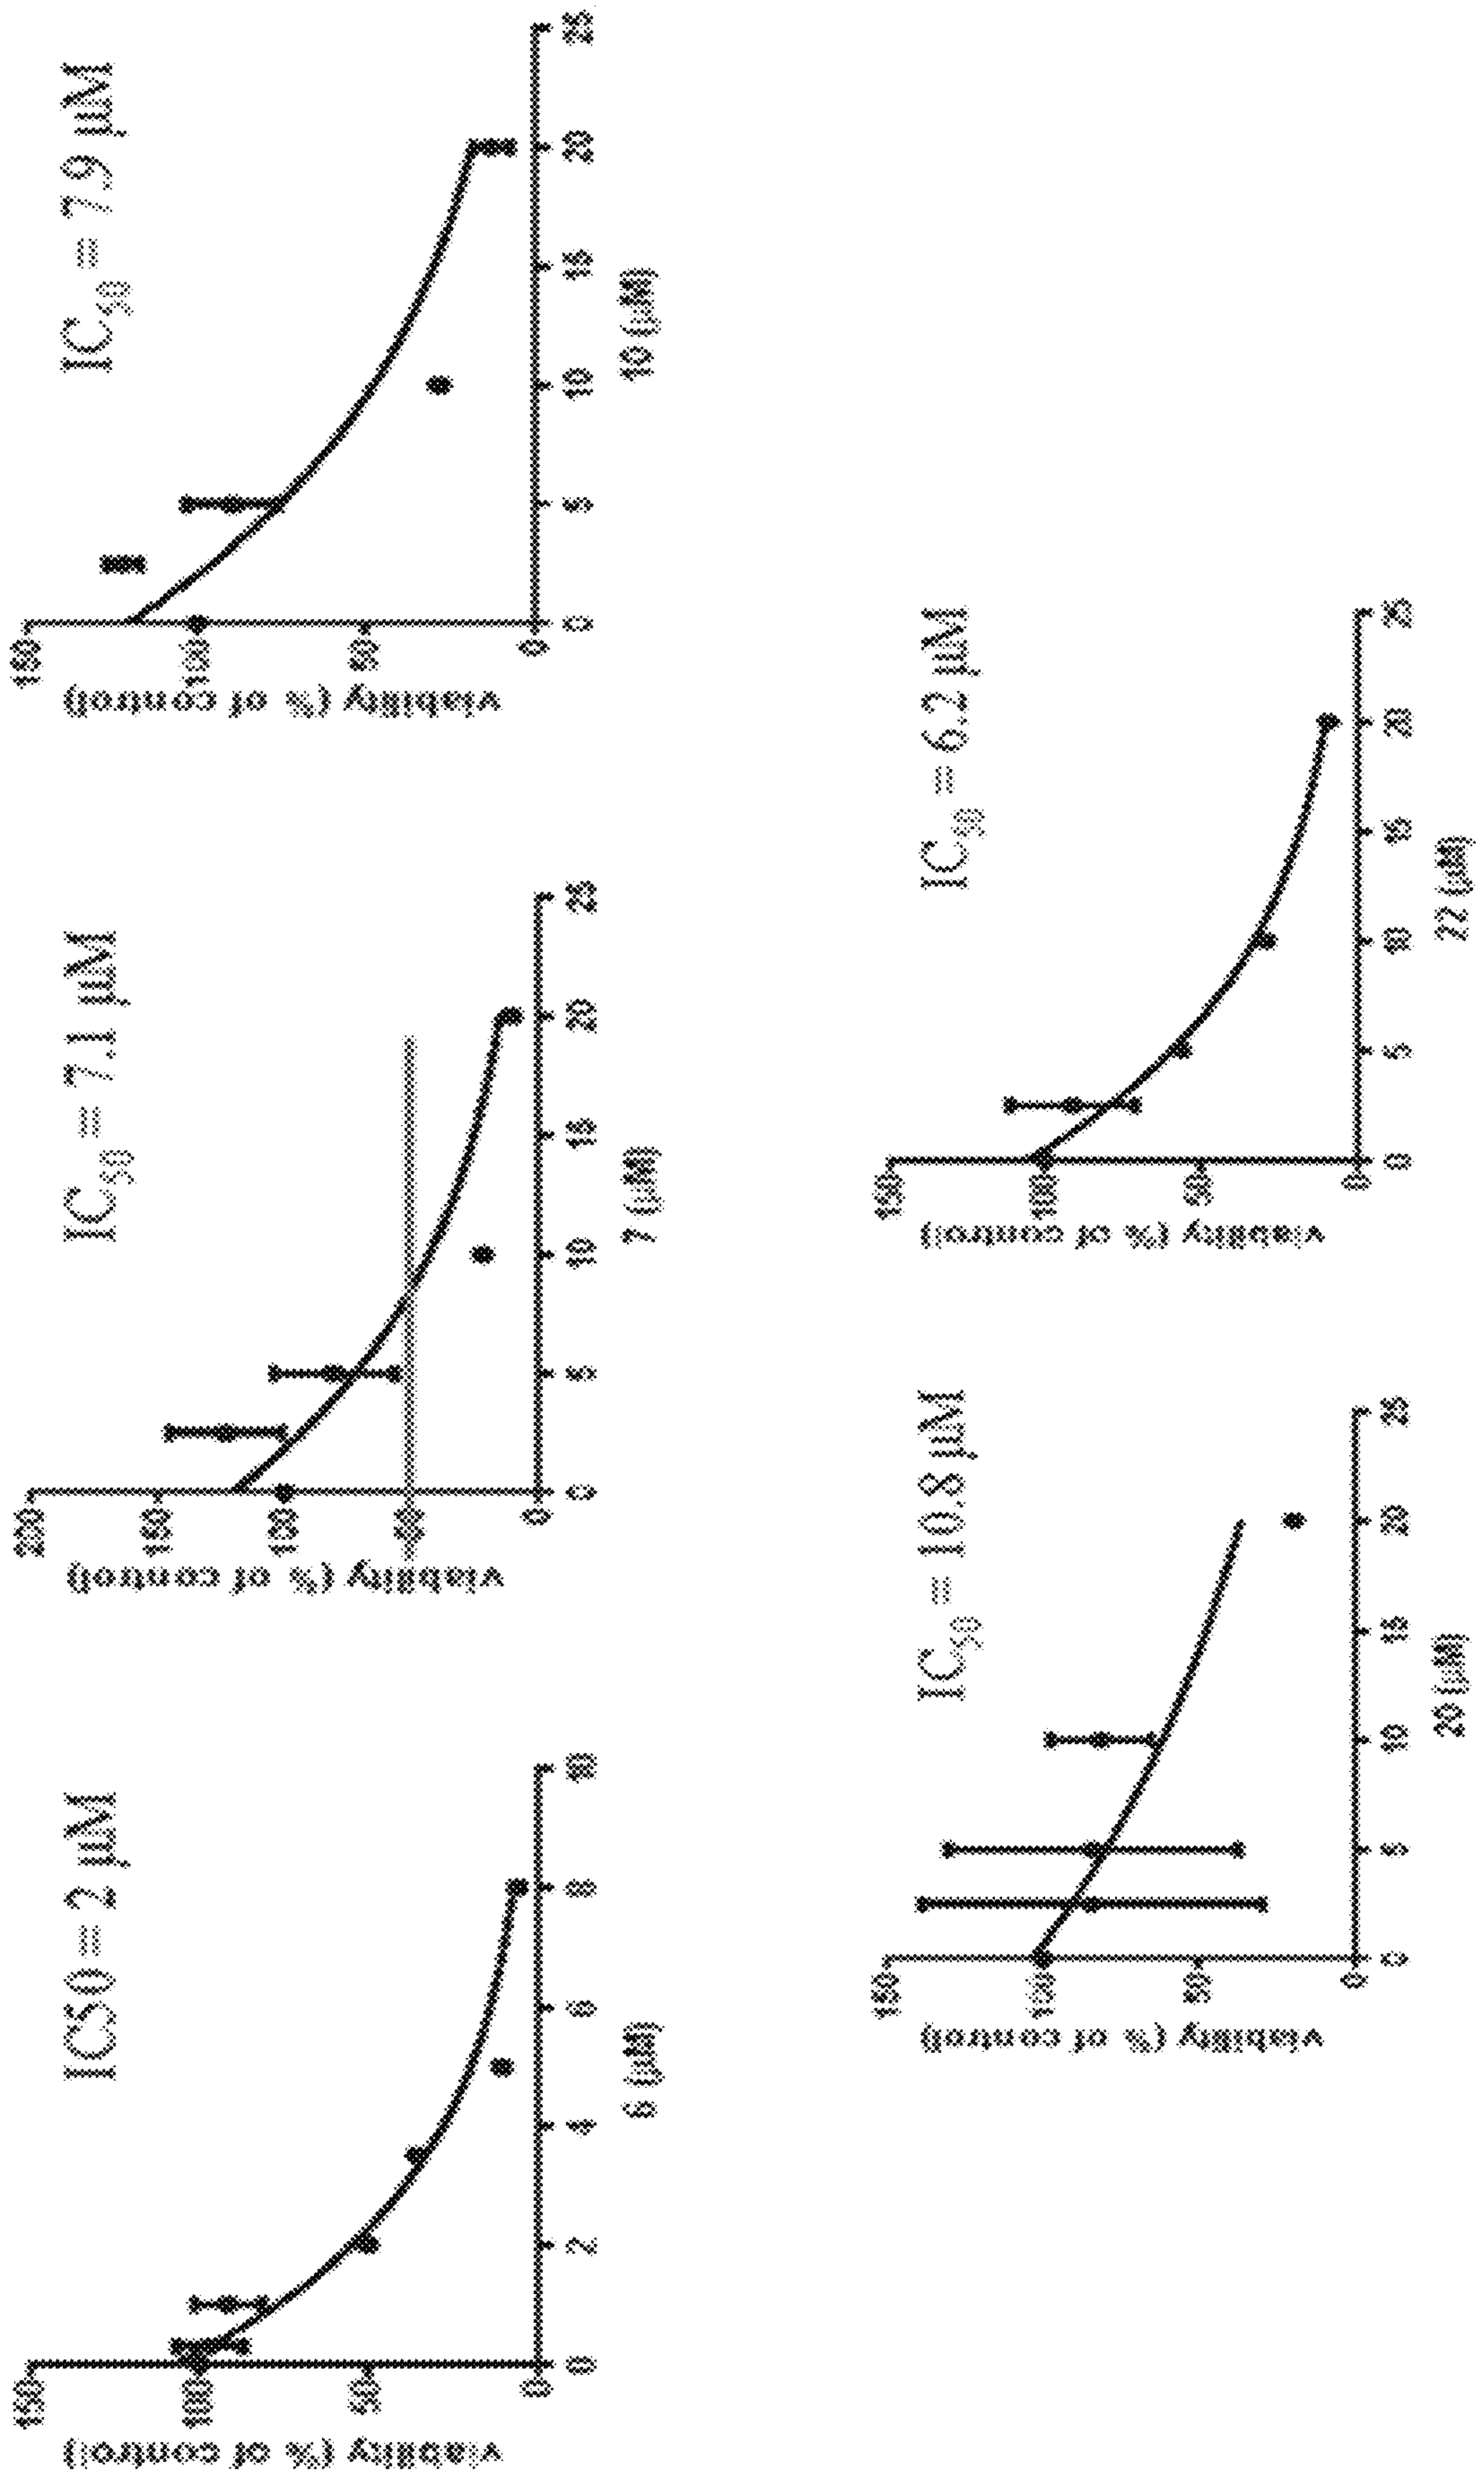 IC50 = 2 µM
viability (% of control)
150
100
50
0
0 2 4 6 8 10
6 (µM)
IC50 = 7.1 µM
viability (% of control)
200
150
100
0
0 5 10 15 20 25
7 (µM)
IC50 = 7.9 µM
viability (% of control)
150
100
50
0
0 5 10 15 20 25
10 (µM)
IC50 = 10.8 µM
viability (% of control)
150
100
50
0
0 5 10 15 20 25
20 (µM)
IC50 = 6.2 µM
viability (% of control)
150
100
50
0
0 5 10 15 20 25
22 (µM)